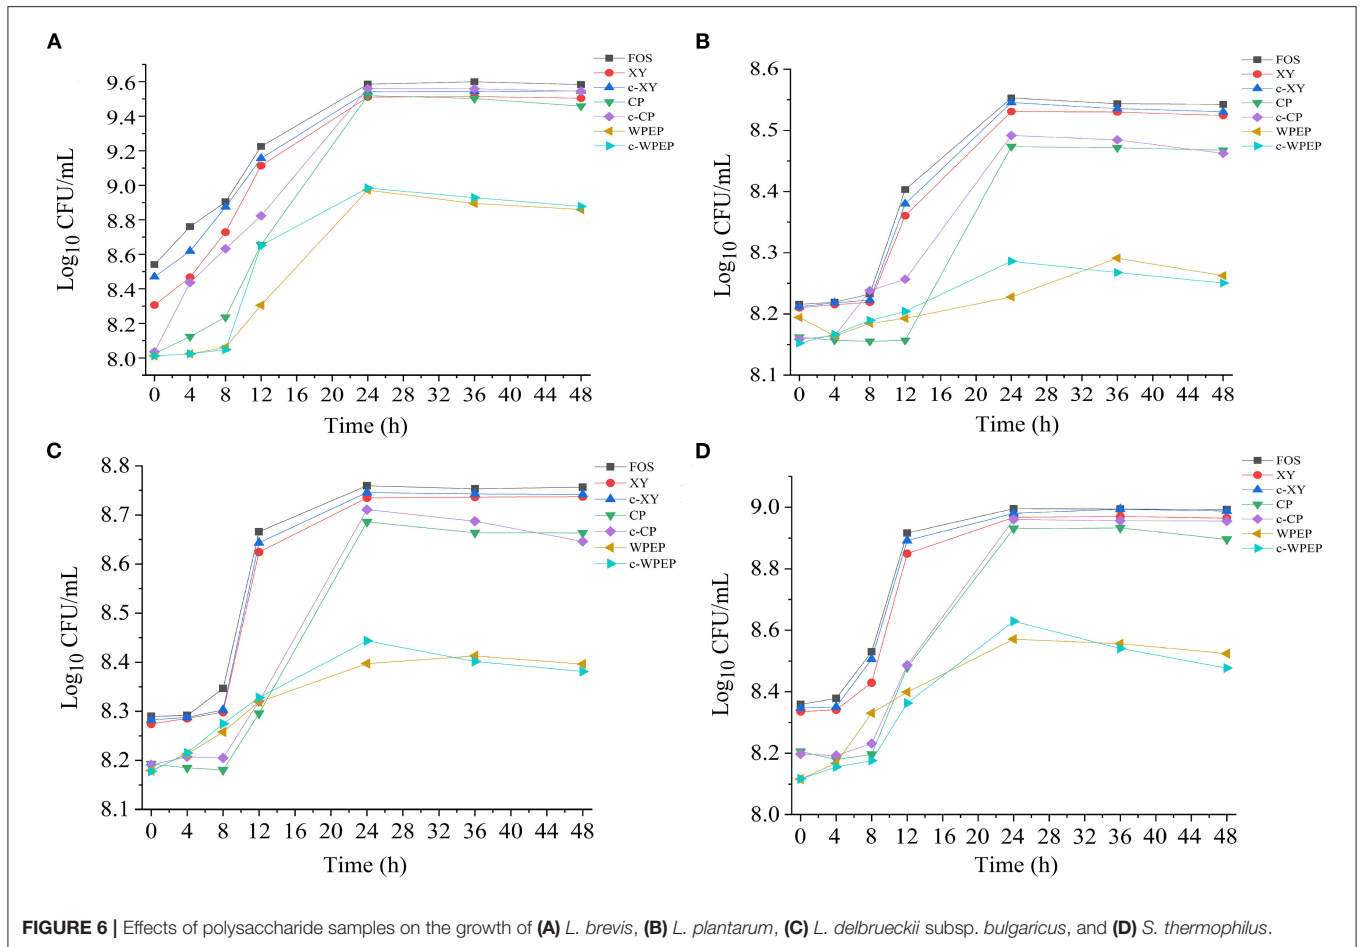 A
FOS
XY
c-XY
CP
c-CP
WPEP
c-WPEP
9.6
9.4
9.2
9.0
8.8
8.6
8.4
8.2
8.0
Log10 CFU/mL
0 4 8 12 16 20 24 28 32 36 40 44 48
Time (h)
B
FOS
XY
c-XY
CP
c-CP
WPEP
c-WPEP
8.6
8.5
8.4
8.3
8.2
8.1
Log10 CFU/mL
0 4 8 12 16 20 24 28 32 36 40 44 48
Time (h)
C
FOS
XY
c-XY
CP
c-CP
WPEP
c-WPEP
8.8
8.7
8.6
8.5
8.4
8.3
8.2
8.1
Log10 CFU/mL
0 4 8 12 16 20 24 28 32 36 40 44 48
Time (h)
D
FOS
XY
c-XY
CP
c-CP
WPEP
c-WPEP
9.0
8.8
8.6
8.4
8.2
8.0
Log10 CFU/mL
0 4 8 12 16 20 24 28 32 36 40 44 48
Time (h)
FIGURE 6 | Effects of polysaccharide samples on the growth of (A) L. brevis, (B) L. plantarum, (C) L. delbrueckii subsp. bulgaricus, and (D) S. thermophilus.